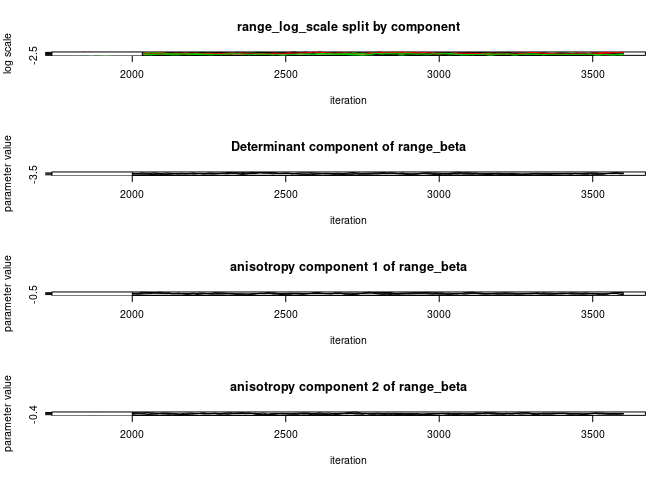 range_log_scale split by component
log scale
-2.5
2000 2500 3000 3500
iteration
Determinant component of range_beta
parameter value
-3.5
2000 2500 3000 3500
iteration
anisotropy component 1 of range_beta
parameter value
-0.5
2000 2500 3000 3500
iteration
anisotropy component 2 of range_beta
parameter value
-0.4
2000 2500 3000 3500
iteration